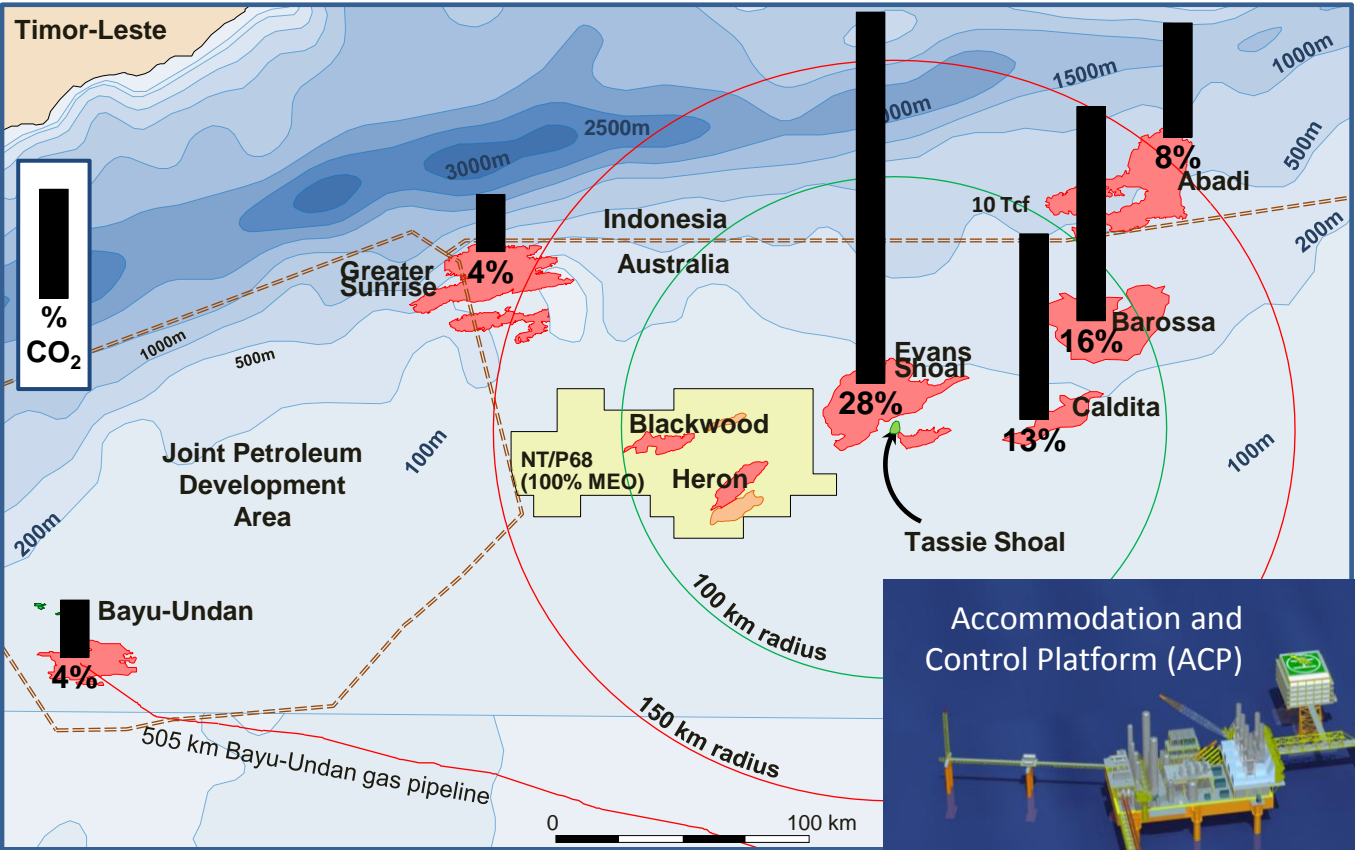 Timor-Leste
1000m
1500m
2500m
3000m
500m
8%
Abadi
10 Tcf
200m
Indonesia
Australia
Greater
Sunrise
4%
%
CO₂
1000m
500m
Barossa
16%
Evans
Shoal
28%
Caldita
13%
Blackwood
NT/P68
(100% MEO)
Heron
100m
100m
Joint Petroleum
Development
Area
200m
Tassie Shoal
Bayu-Undan
4%
100 km radius
150 km radius
505 km Bayu-Undan gas pipeline
0
100 km
Accommodation and
Control Platform (ACP)